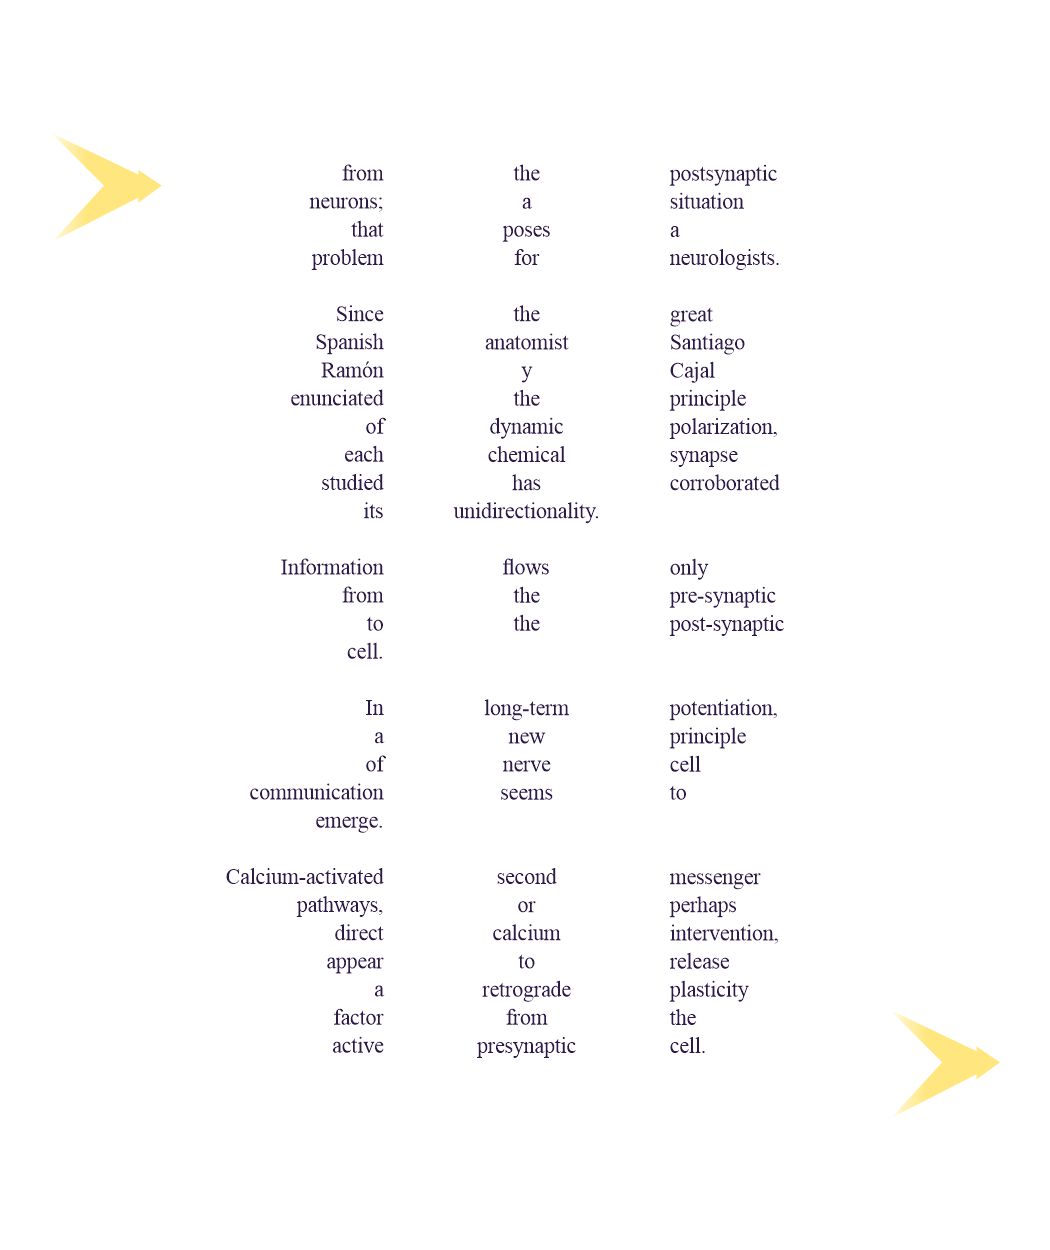 from the postsynaptic
neurons; a situation
that poses a
problem for neurologists.
Since the great
Spanish anatomist Santiago
Ramón y Cajal
enunciated the principle
of dynamic polarization,
each chemical synapse
studied has corroborated
its unidirectionality.
Information flows only
from the pre-synaptic
to the post-synaptic
cell.
In long-term potentiation,
a new principle
of nerve cell
communication seems to
emerge.
Calcium-activated second messenger
pathways, or perhaps
direct calcium intervention,
appear to release
a retrograde plasticity
factor from the
active presynaptic cell.